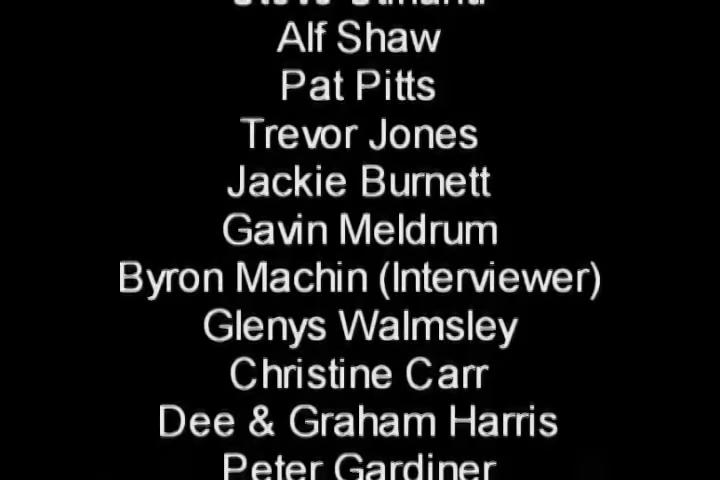 Alf Shaw
Pat Pitts
Trevor Jones
Jackie Burnett
Gavin Meldrum
Byron Machin (Interviewer)
Glenys Walmsley
Christine Carr
Dee & Graham Harris
Peter Gardiner